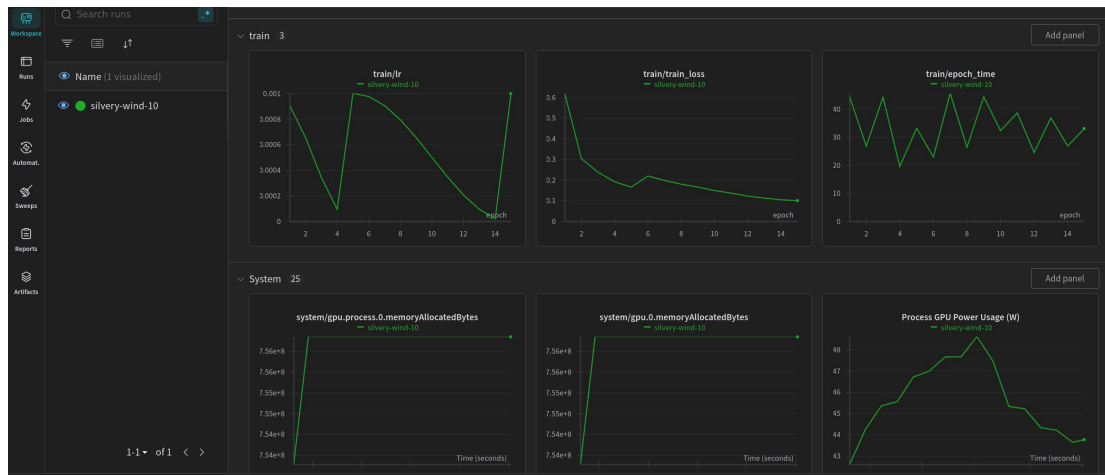 Search runs
.*
Workspace
Runs
Jobs
Automat.
Sweeps
Reports
Artifacts
Name (1 visualized)
silvery-wind-10
1-1 of 1
train 3
Add panel
train/lr
silvery-wind-10
0.001
0.0008
0.0006
0.0004
0.0002
0
2 4 6 8 10 12 14
epoch
train/train_loss
silvery-wind-10
0.6
0.5
0.4
0.3
0.2
0.1
0
2 4 6 8 10 12 14
epoch
train/epoch_time
silvery-wind-10
40
30
20
10
0
2 4 6 8 10 12 14
epoch
System 25
Add panel
system/gpu.process.0.memoryAllocatedBytes
silvery-wind-10
7.56e+8
7.56e+8
7.55e+8
7.55e+8
7.54e+8
7.54e+8
Time (seconds)
system/gpu.0.memoryAllocatedBytes
silvery-wind-10
7.56e+8
7.56e+8
7.55e+8
7.55e+8
7.54e+8
7.54e+8
Time (seconds)
Process GPU Power Usage (W)
silvery-wind-10
48
47
46
45
44
43
Time (seconds)